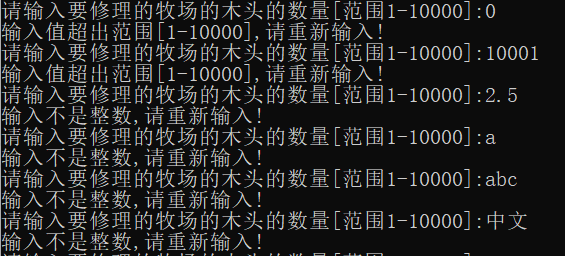 请输入要修理的牧场的木头的数量[范围1-10000]:0
输入值超出范围[1-10000],请重新输入!
请输入要修理的牧场的木头的数量[范围1-10000]:10001
输入值超出范围[1-10000],请重新输入!
请输入要修理的牧场的木头的数量[范围1-10000]:2.5
输入不是整数,请重新输入!
请输入要修理的牧场的木头的数量[范围1-10000]:a
输入不是整数,请重新输入!
请输入要修理的牧场的木头的数量[范围1-10000]:abc
输入不是整数,请重新输入!
请输入要修理的牧场的木头的数量[范围1-10000]:中文
输入不是整数,请重新输入!